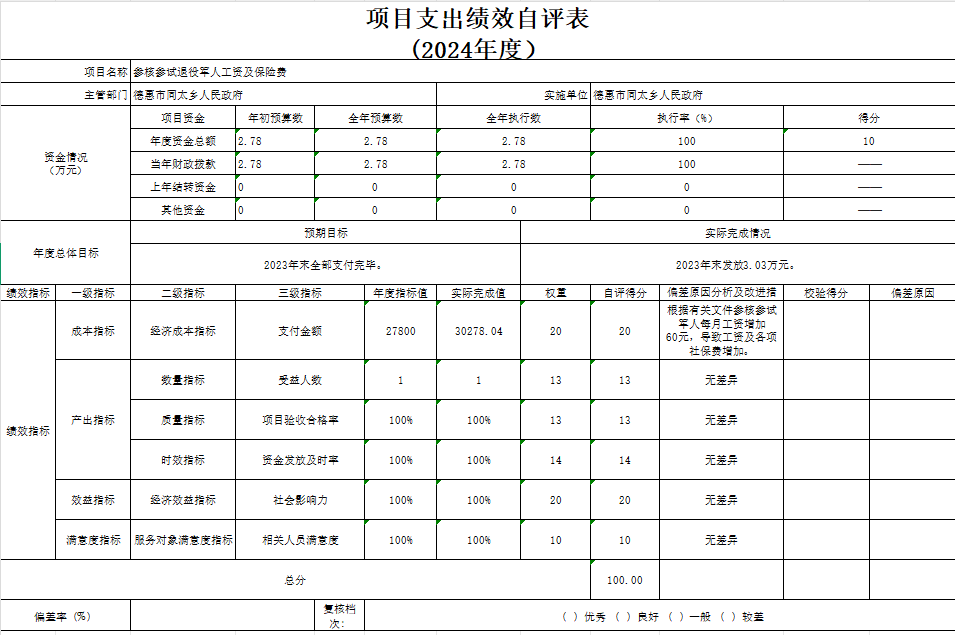 项目支出绩效自评表
(2024年度)
项目名称 参核参试退役军人工资及保险费
主管部门 德惠市同太乡人民政府 实施单位 德惠市同太乡人民政府
资金情况
（万元）
项目资金 年初预算数 全年预算数 全年执行数 执行率（%） 得分
年度资金总额 2.78 2.78 2.78 100 10
当年财政拨款 2.78 2.78 2.78 100 ——
上年结转资金 0 0 0 0 ——
其他资金 0 0 0 0 ——
年度总体目标 预期目标 实际完成情况
2023年末全部支付完毕。 2023年末发放3.03万元。
绩效指标 一级指标 二级指标 三级指标 年度指标值 实际完成值 权重 自评得分 偏差原因分析及改进措 校验得分 偏差原因
成本指标 经济成本指标 支付金额 27800 30278.04 20 20 根据有关文件参核参试
军人每月工资增加
60元，导致工资及各项
社保费增加。
绩效指标
产出指标
数量指标 受益人数 1 1 13 13 无差异
质量指标 项目验收合格率 100% 100% 13 13 无差异
时效指标 资金发放及时率 100% 100% 14 14 无差异
效益指标 经济效益指标 社会影响力 100% 100% 20 20 无差异
满意度指标 服务对象满意度指标 相关人员满意度 100% 100% 10 10 无差异
总分 100.00
偏差率（%） 复核档
次： （ ）优秀 （ ）良好 （ ）一般 （ ）较差